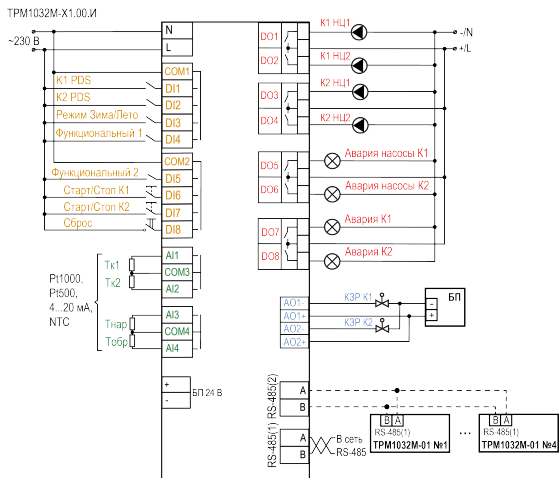 ТРМ1032М-Х1.00.И
~230 В
N
L
COM1
К1 PDS
DI1
К2 PDS
DI2
Режим Зима/Лето
DI3
Функциональный 1
DI4
COM2
Функциональный 2
DI5
Старт/Стоп К1
DI6
Старт/Стоп К2
DI7
Сброс
DI8
Pt1000,
Pt500,
4...20 мА,
NTC
Тк1
Тк2
AI1
COM3
AI2
Тнар
Тобр
AI3
COM4
AI4
+
-
БП 24 В
DO1
К1 НЦ1
-/N
+/L
DO2
К1 НЦ2
DO3
К2 НЦ1
DO4
К2 НЦ2
DO5
Авария насосы К1
DO6
Авария насосы К2
DO7
Авария К1
DO8
Авария К2
AO1-
КЗР К1
AO1+
AO2-
КЗР К2
AO2+
-
+
БП
RS-485(2)
A
B
RS-485(1)
A
B
В сеть
RS-485
B A
RS-485(1)
ТРМ1032М-01 №1
...
B A
RS-485(1)
ТРМ1032М-01 №4